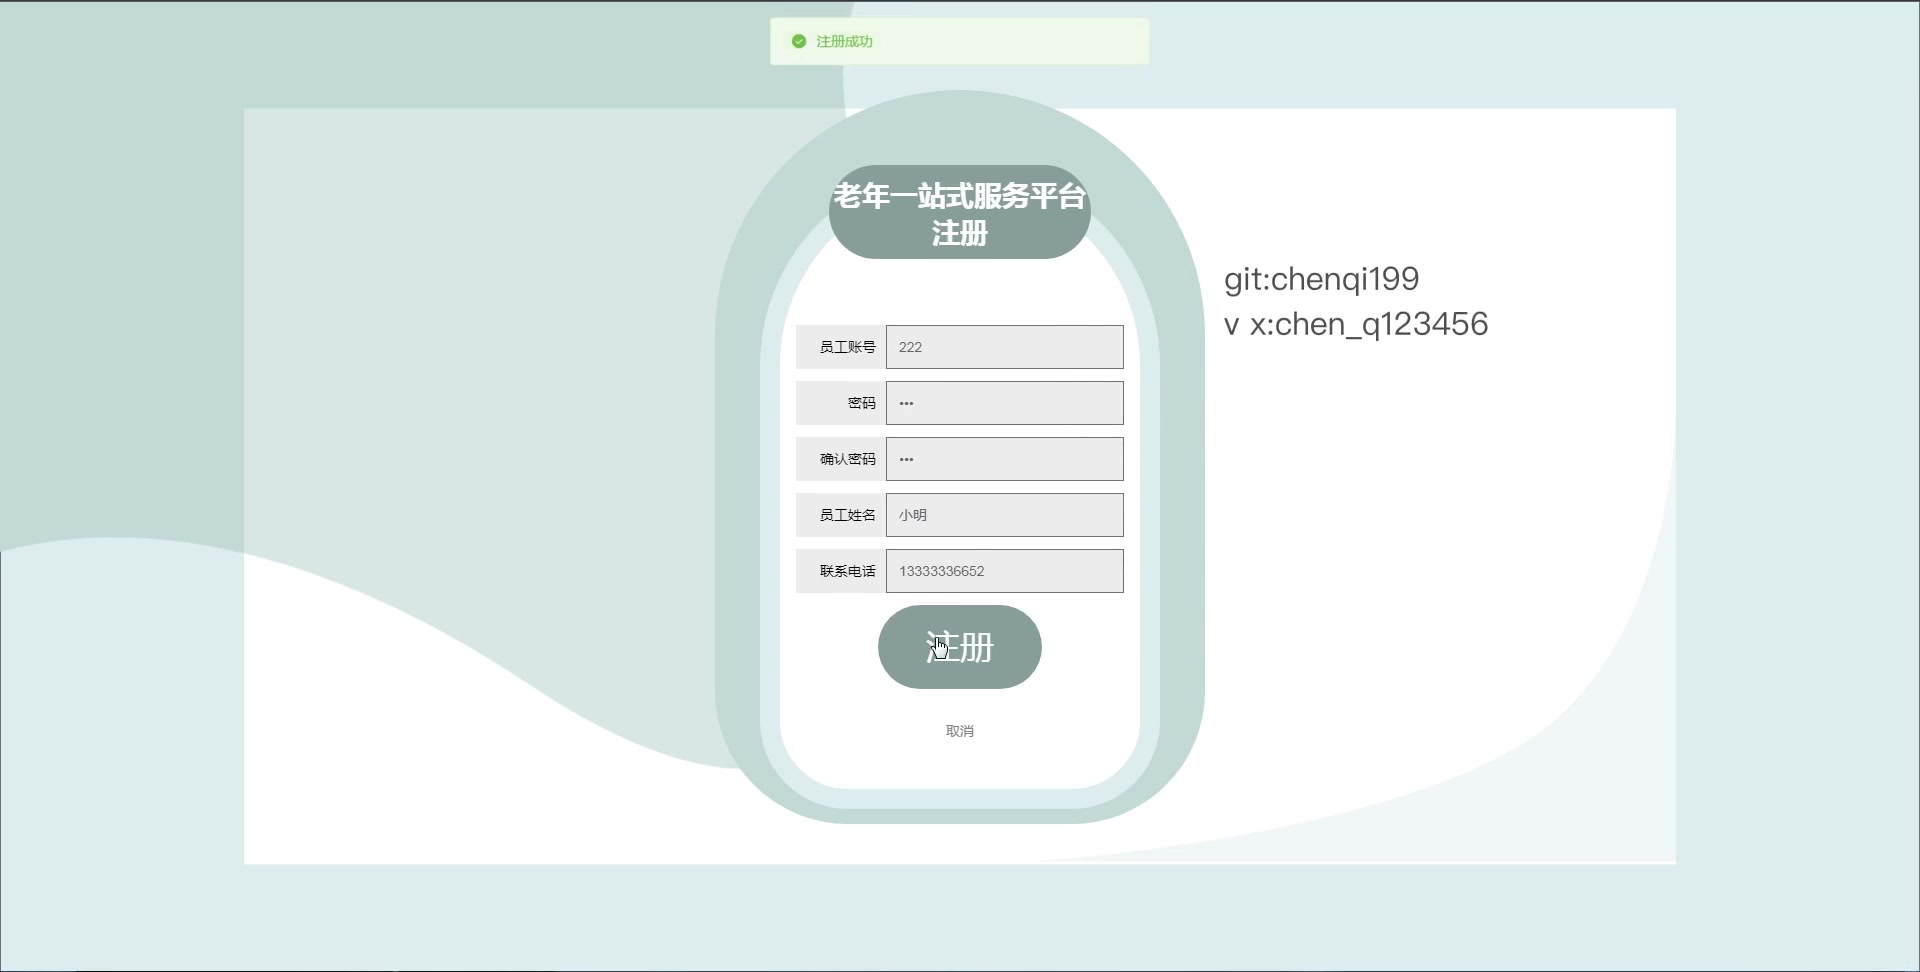 注册成功
老年一站式服务平台
注册
git:chenqi199
v x:chen_q123456
员工账号 222
密码 •••
确认密码 •••
员工姓名 小明
联系电话 13333336652
注册
取消